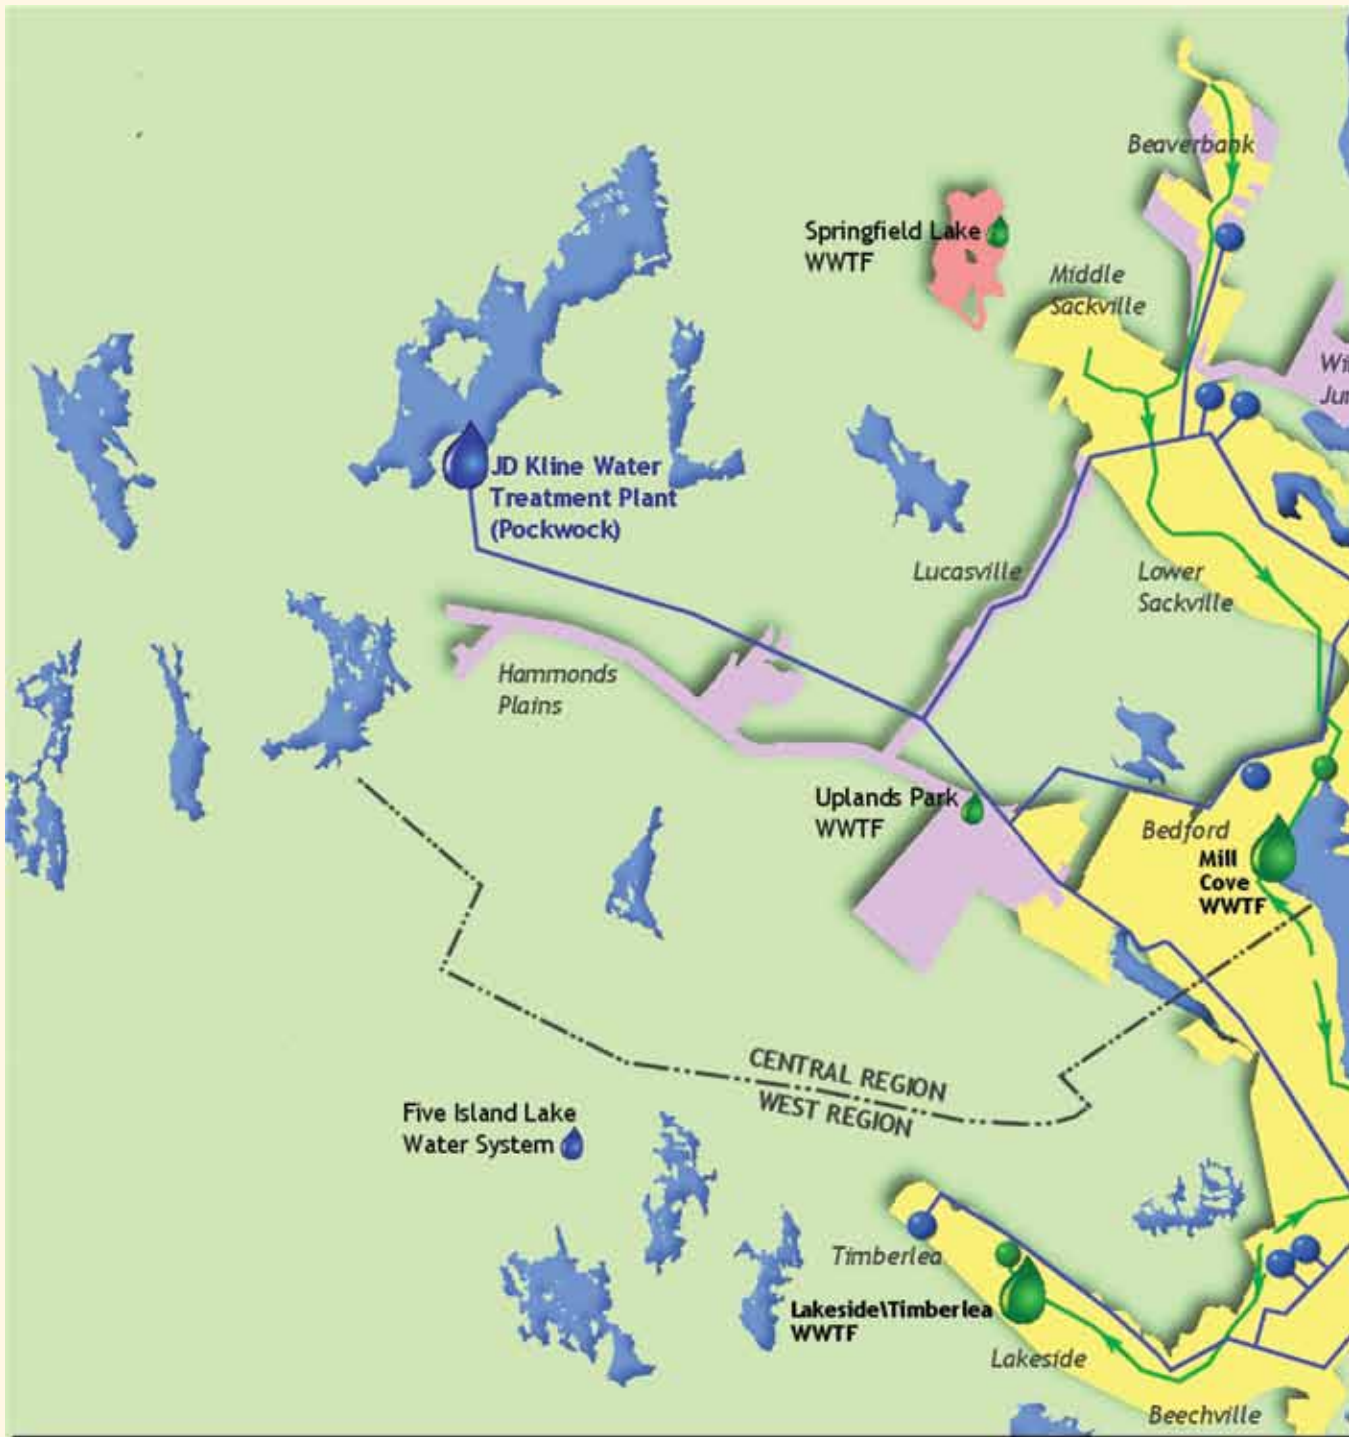 Beaverbank
Springfield Lake
WWTF
Middle
Sackville
JD Kline Water
Treatment Plant
(Pockwock)
Lucasville
Lower
Sackville
Hammonds
Plains
Uplands Park
WWTF
Bedford
Mill
Cove
WWTF
CENTRAL REGION
WEST REGION
Five Island Lake
Water System
Timberlea
Lakeside\Timberlea
WWTF
Lakeside
Beechville